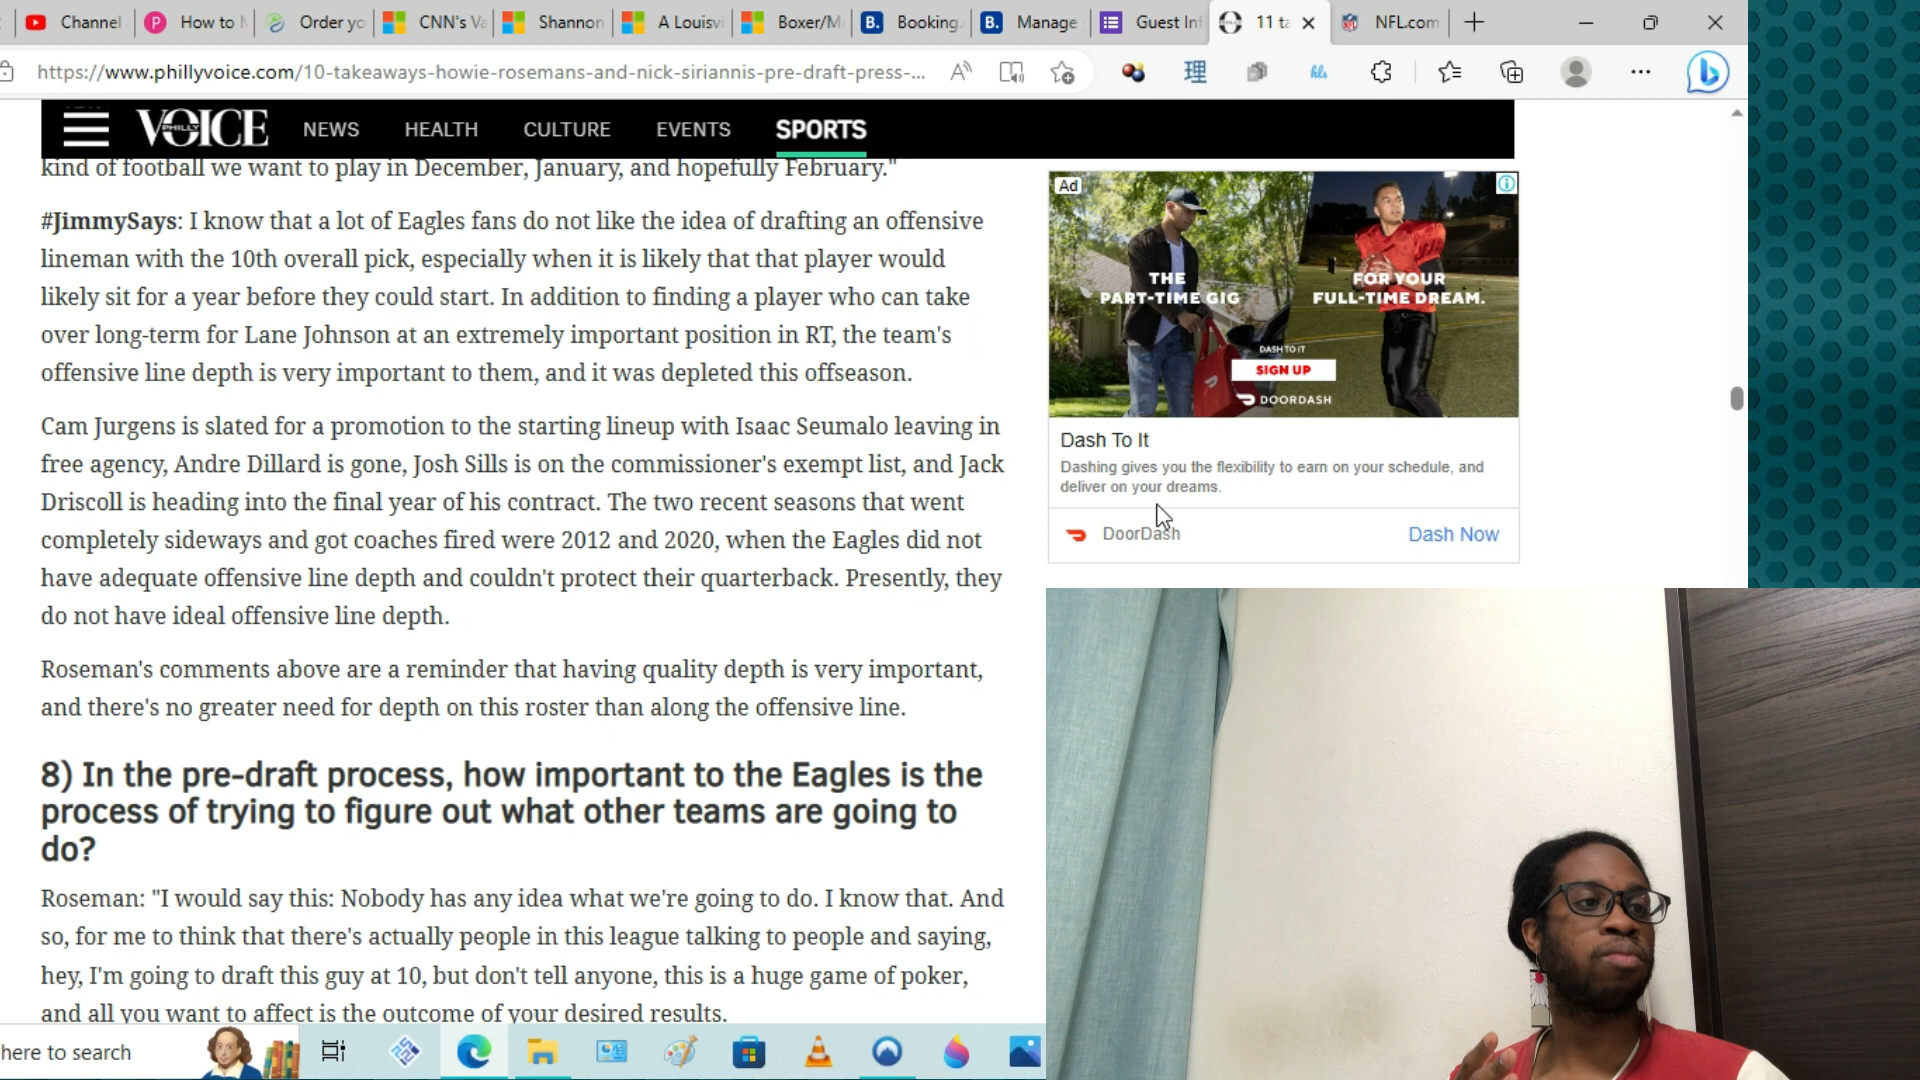 Channel
How to
Order yo
CNN's Va
Shannon
A Louisvi
Boxer/M
Booking.
Manage
Guest Inf
11 ta
NFL.com
https://www.phillyvoice.com/10-takeaways-howie-rosemans-and-nick-siriannis-pre-draft-press-...
理
hls
PHILLY VOICE NEWS HEALTH CULTURE EVENTS SPORTS
kind of football we want to play in December, January, and hopefully February."
#JimmySays: I know that a lot of Eagles fans do not like the idea of drafting an offensive
lineman with the 10th overall pick, especially when it is likely that that player would
likely sit for a year before they could start. In addition to finding a player who can take
over long-term for Lane Johnson at an extremely important position in RT, the team's
offensive line depth is very important to them, and it was depleted this offseason.
Cam Jurgens is slated for a promotion to the starting lineup with Isaac Seumalo leaving in
free agency, Andre Dillard is gone, Josh Sills is on the commissioner's exempt list, and Jack
Driscoll is heading into the final year of his contract. The two recent seasons that went
completely sideways and got coaches fired were 2012 and 2020, when the Eagles did not
have adequate offensive line depth and couldn't protect their quarterback. Presently, they
do not have ideal offensive line depth.
Roseman's comments above are a reminder that having quality depth is very important,
and there's no greater need for depth on this roster than along the offensive line.
8) In the pre-draft process, how important to the Eagles is the
process of trying to figure out what other teams are going to
do?
Roseman: "I would say this: Nobody has any idea what we're going to do. I know that. And
so, for me to think that there's actually people in this league talking to people and saying,
hey, I'm going to draft this guy at 10, but don't tell anyone, this is a huge game of poker,
and all you want to affect is the outcome of your desired results.
Ad
THE
PART-TIME GIG
FOR YOUR
FULL-TIME DREAM.
DASH TO IT
SIGN UP
DOORDASH
Dash To It
Dashing gives you the flexibility to earn on your schedule, and
deliver on your dreams.
DoorDash
Dash Now
here to search